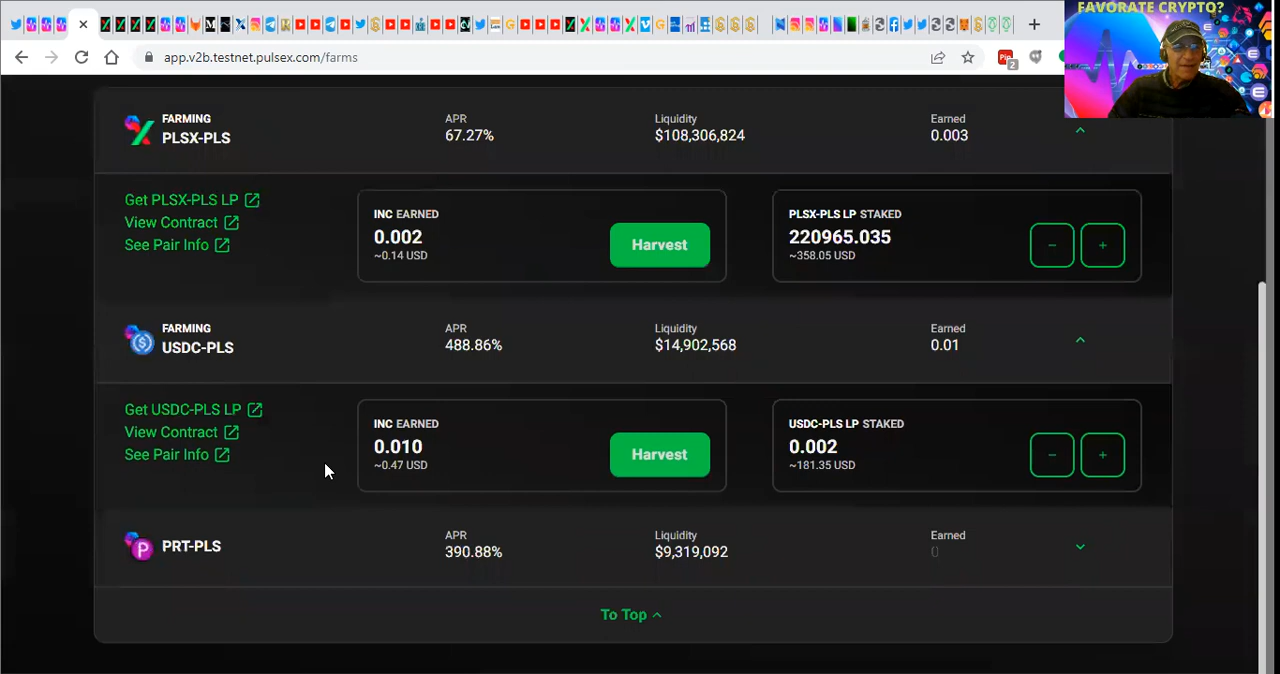 FAVORATE CRYPTO?
app.v2b.testnet.pulsex.com/farms
2
FARMING
PLSX-PLS
APR
67.27%
Liquidity
$108,306,824
Earned
0.003
Get PLSX-PLS LP
View Contract
See Pair Info
INC EARNED
0.002
~0.14 USD
Harvest
PLSX-PLS LP STAKED
220965.035
~358.05 USD
−
+
FARMING
USDC-PLS
APR
488.86%
Liquidity
$14,902,568
Earned
0.01
Get USDC-PLS LP
View Contract
See Pair Info
INC EARNED
0.010
~0.47 USD
Harvest
USDC-PLS LP STAKED
0.002
~181.35 USD
−
+
PRT-PLS
APR
390.88%
Liquidity
$9,319,092
Earned
0
To Top